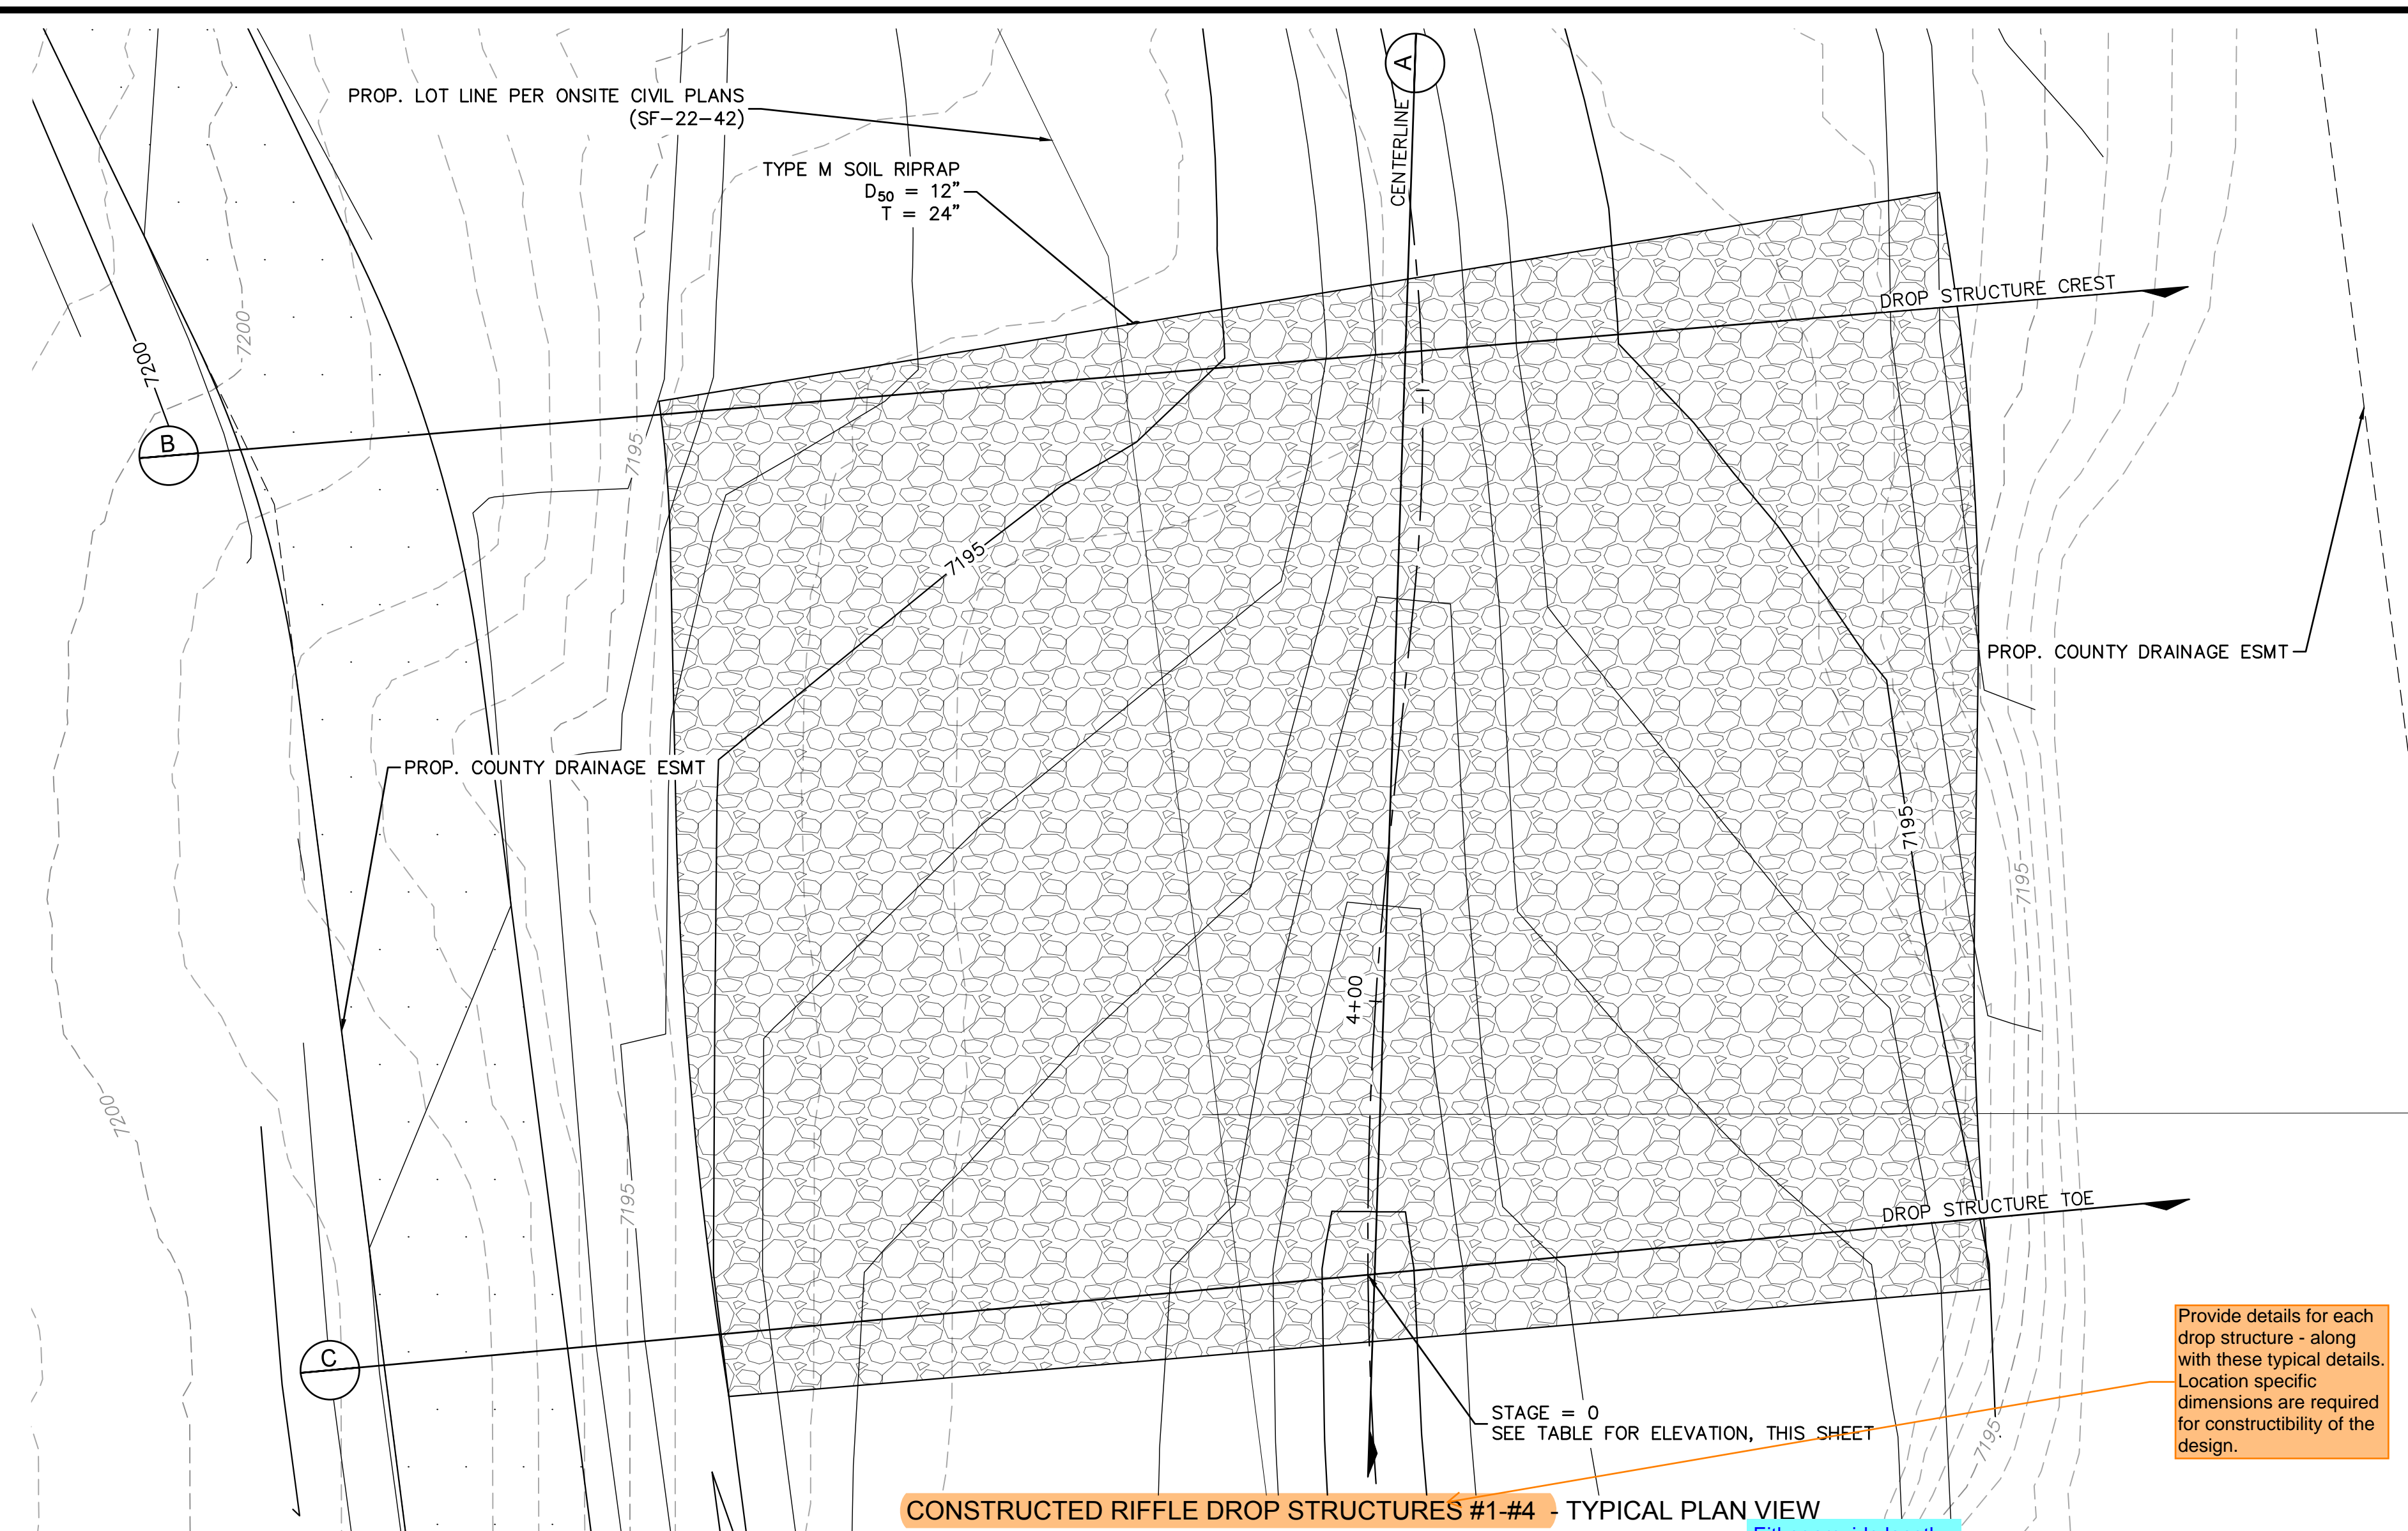 A
CENTERLINE
PROP. LOT LINE PER ONSITE CIVIL PLANS
(SF-22-42)
TYPE M SOIL RIPRAP
D50 = 12"
T = 24"
DROP STRUCTURE CREST
7200
7200
B
7195
7195
PROP. COUNTY DRAINAGE ESMT
PROP. COUNTY DRAINAGE ESMT
7195
7195
4+00
7200
7195
DROP STRUCTURE TOE
C
STAGE = 0
SEE TABLE FOR ELEVATION, THIS SHEET
7195
Provide details for each
drop structure - along
with these typical details.
Location specific
dimensions are required
for constructibility of the
design.
CONSTRUCTED RIFFLE DROP STRUCTURES #1-#4 - TYPICAL PLAN VIEW